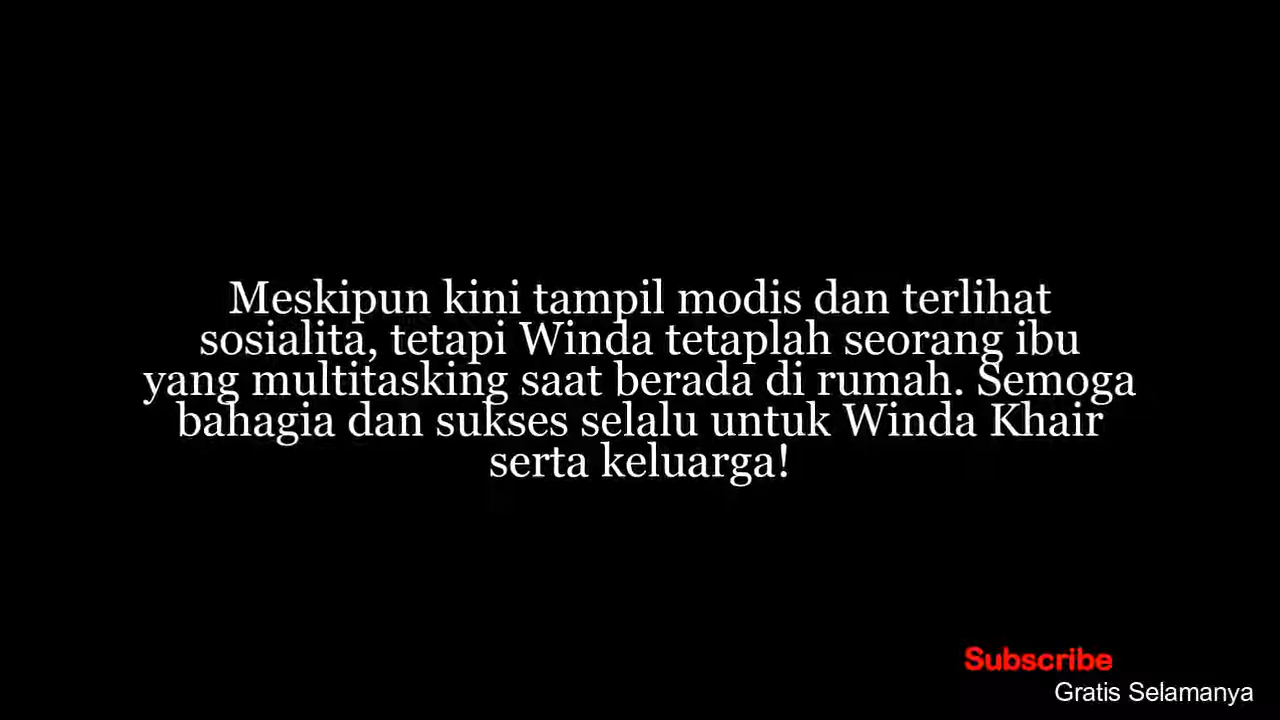 Meskipun kini tampil modis dan terlihat
sosialita, tetapi Winda tetaplah seorang ibu
yang multitasking saat berada di rumah. Semoga
bahagia dan sukses selalu untuk Winda Khair
serta keluarga!
Subscribe
Gratis Selamanya